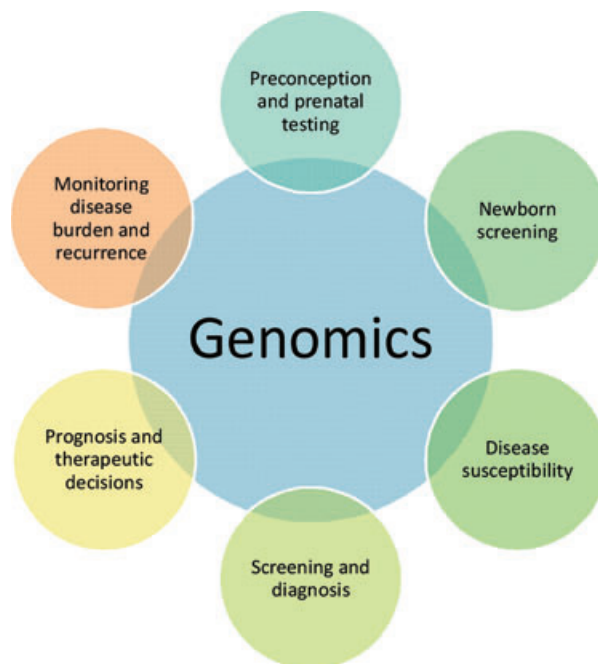 Preconception
and prenatal
testing
Monitoring
disease
burden and
recurrence
Newborn
screening
Genomics
Prognosis and
therapeutic
decisions
Disease
susceptibility
Screening and
diagnosis